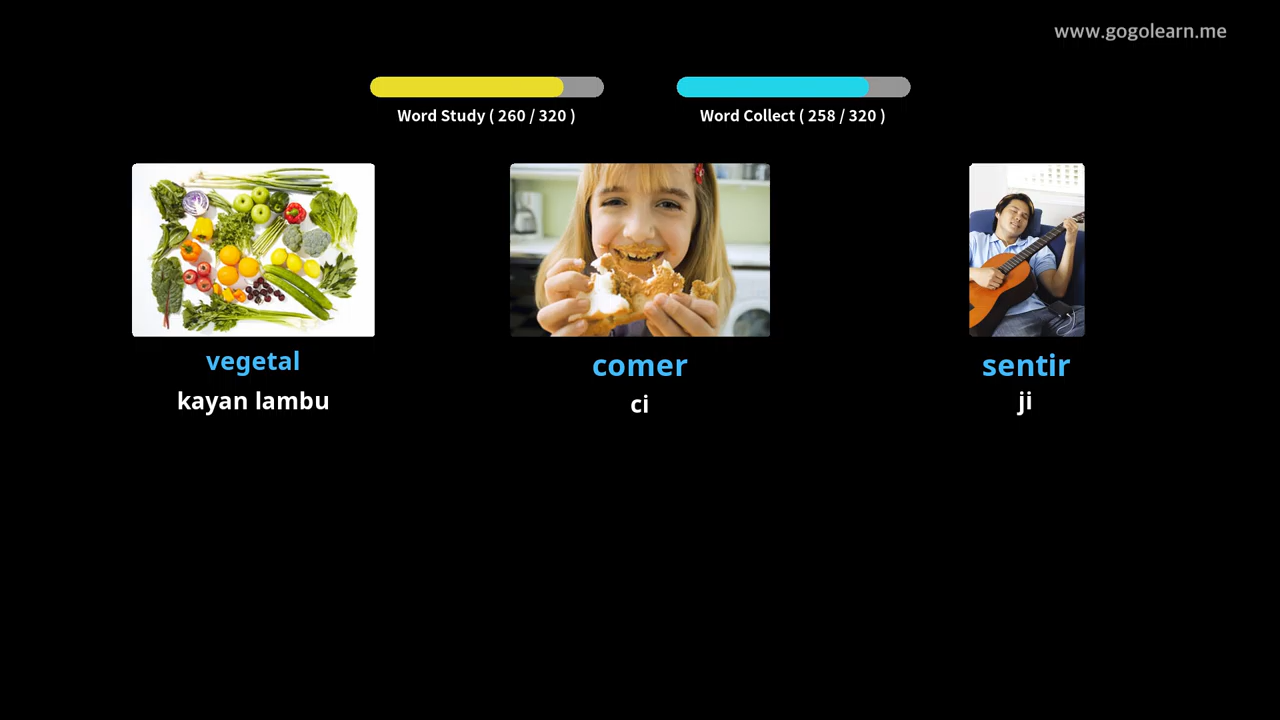 www.gogolearn.me
Word Study ( 260 / 320 )
Word Collect ( 258 / 320 )
vegetal
kayan lambu
comer
ci
sentir
ji